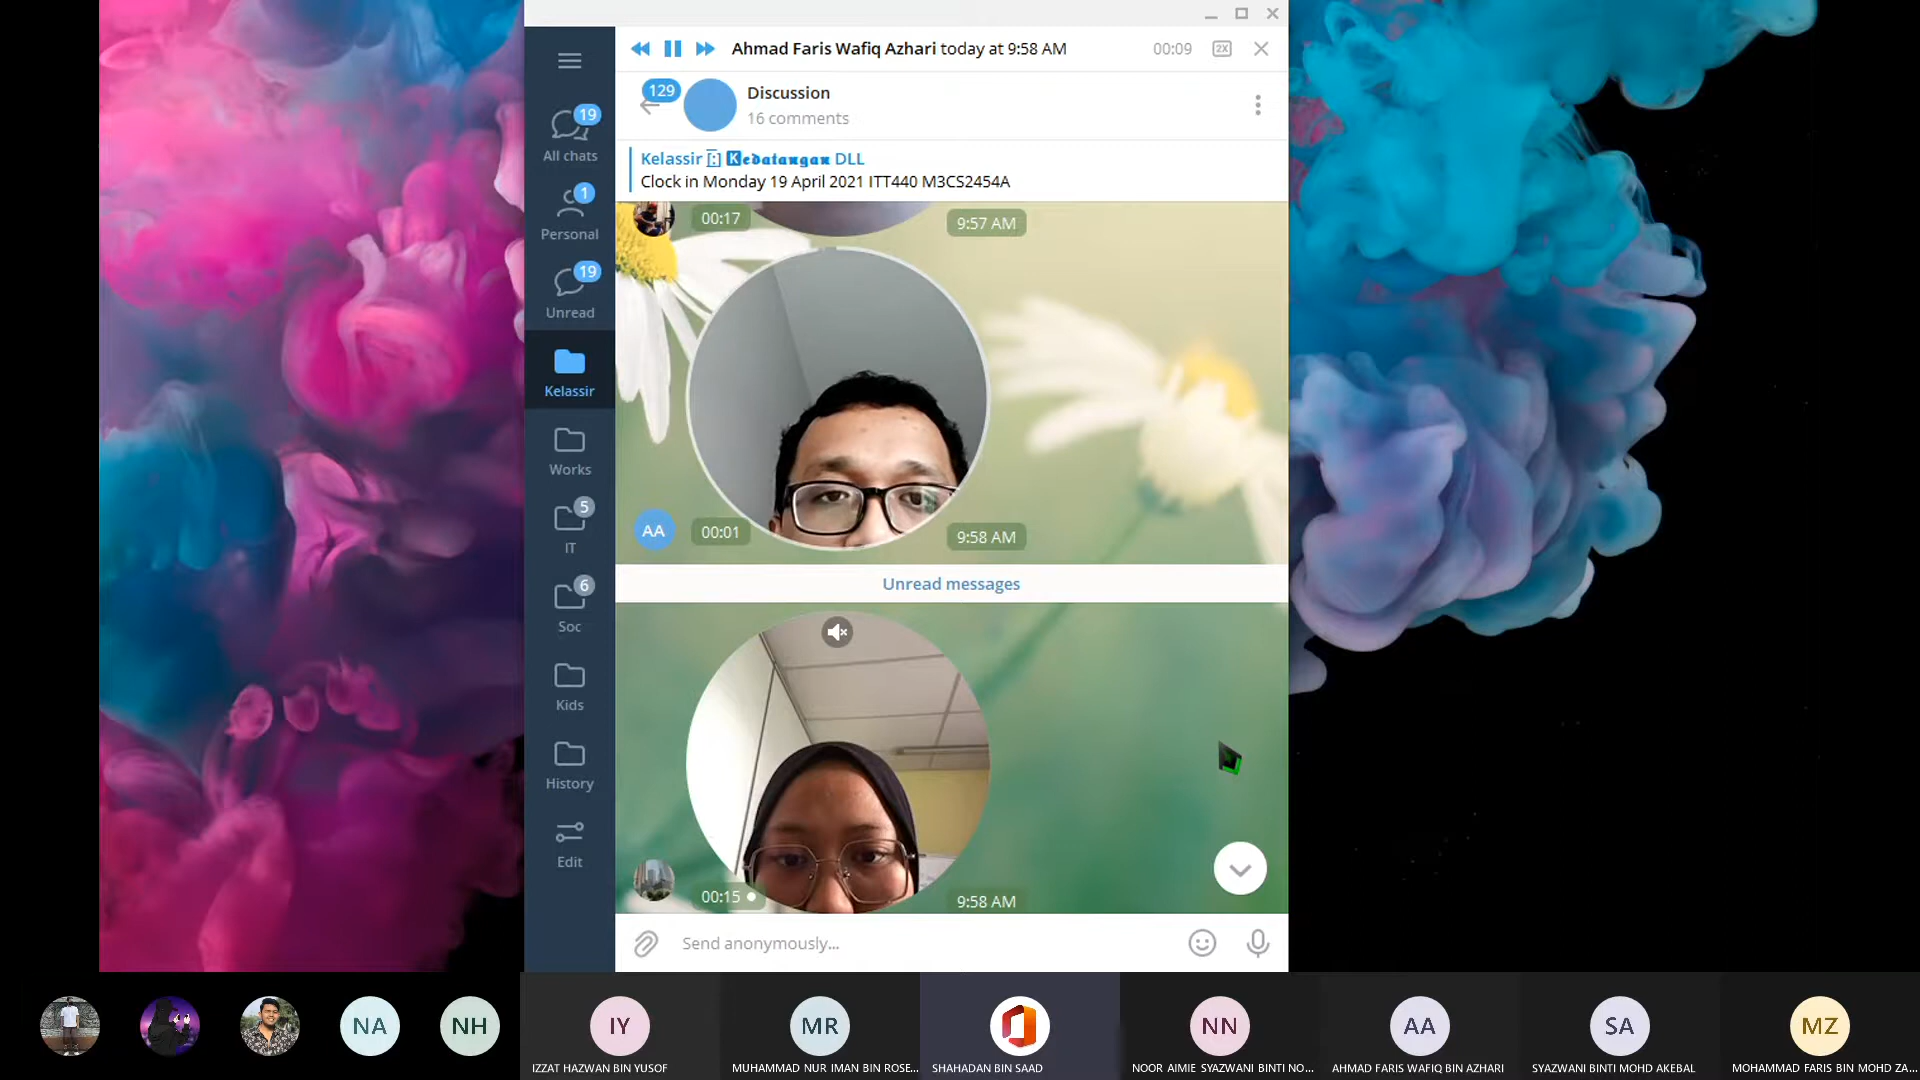 Ahmad Faris Wafiq Azhari today at 9:58 AM
00:09
2X
129
Discussion
16 comments
Kelassir [:] 𝕶𝖊𝖉𝖆𝖙𝖆𝖓𝖌𝖆𝖓 DLL
Clock in Monday 19 April 2021 ITT440 M3CS2454A
19
All chats
1
Personal
19
Unread
Kelassir
Works
5
IT
6
Soc
Kids
History
Edit
00:17
9:57 AM
AA
00:01
9:58 AM
Unread messages
00:15
9:58 AM
Send anonymously...
NA
NH
IY
MR
NN
AA
SA
MZ
IZZAT HAZWAN BIN YUSOF
MUHAMMAD NUR IMAN BIN ROSE...
SHAHADAN BIN SAAD
NOOR AIMIE SYAZWANI BINTI NO...
AHMAD FARIS WAFIQ BIN AZHARI
SYAZWANI BINTI MOHD AKEBAL
MOHAMMAD FARIS BIN MOHD ZA...